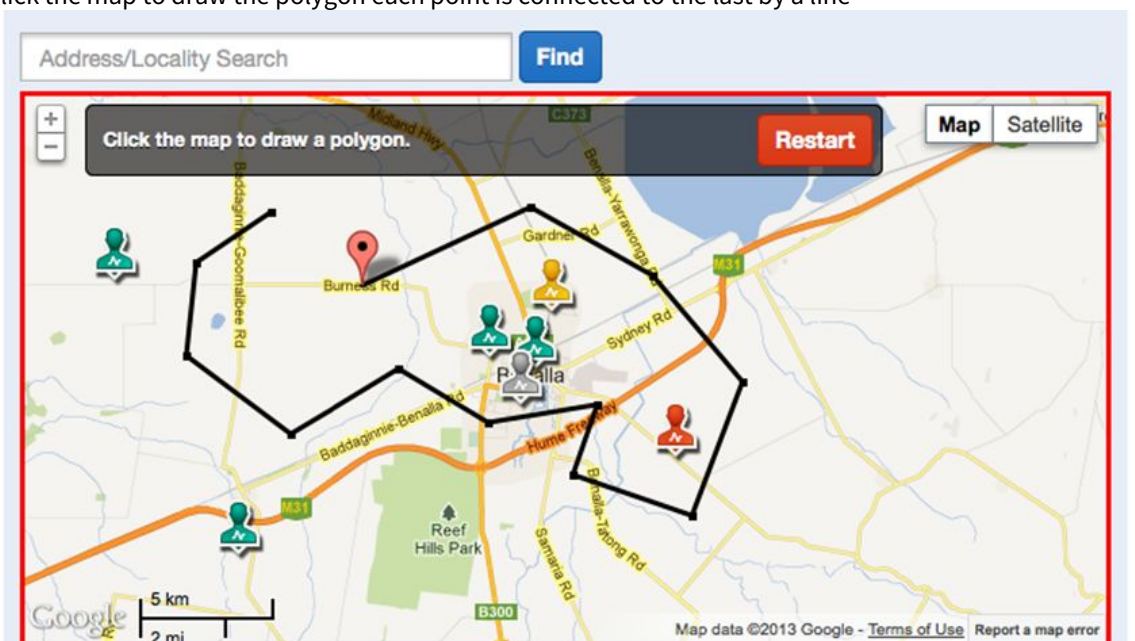 lick the map to draw the polygon each point is connected to the last by a line
Address/Locality Search
Find
+
−
Click the map to draw a polygon.
Restart
Map
Satellite
Midland Hwy
C373
Baddaginnie-Goomalibee Rd
Benalla-Yarrawonga Rd
Gardner Rd
M31
Burness Rd
Sydney Rd
Benalla
Baddaginnie-Benalla Rd
Hume Freeway
M31
Reef
Hills Park
Benalla-Tatong Rd
Samaria Rd
5 km
Google
2 mi
B300
Map data ©2013 Google - Terms of Use
Report a map error